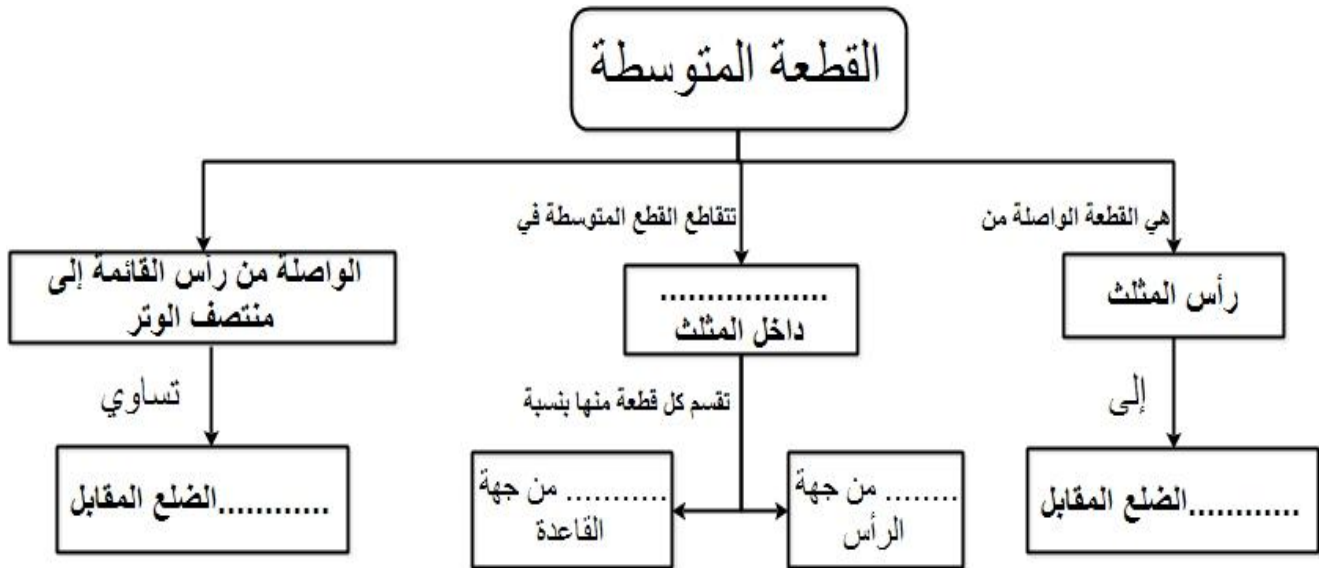 القطعة المتوسطة
هي القطعة الواصلة من
رأس المثلث
إلى
............الضلع المقابل
تتقاطع القطع المتوسطة في
..................
داخل المثلث
تقسم كل قطعة منها بنسبة
........ من جهة
الرأس
........... من جهة
القاعدة
الواصلة من رأس القائمة إلى
منتصف الوتر
تساوي
............الضلع المقابل